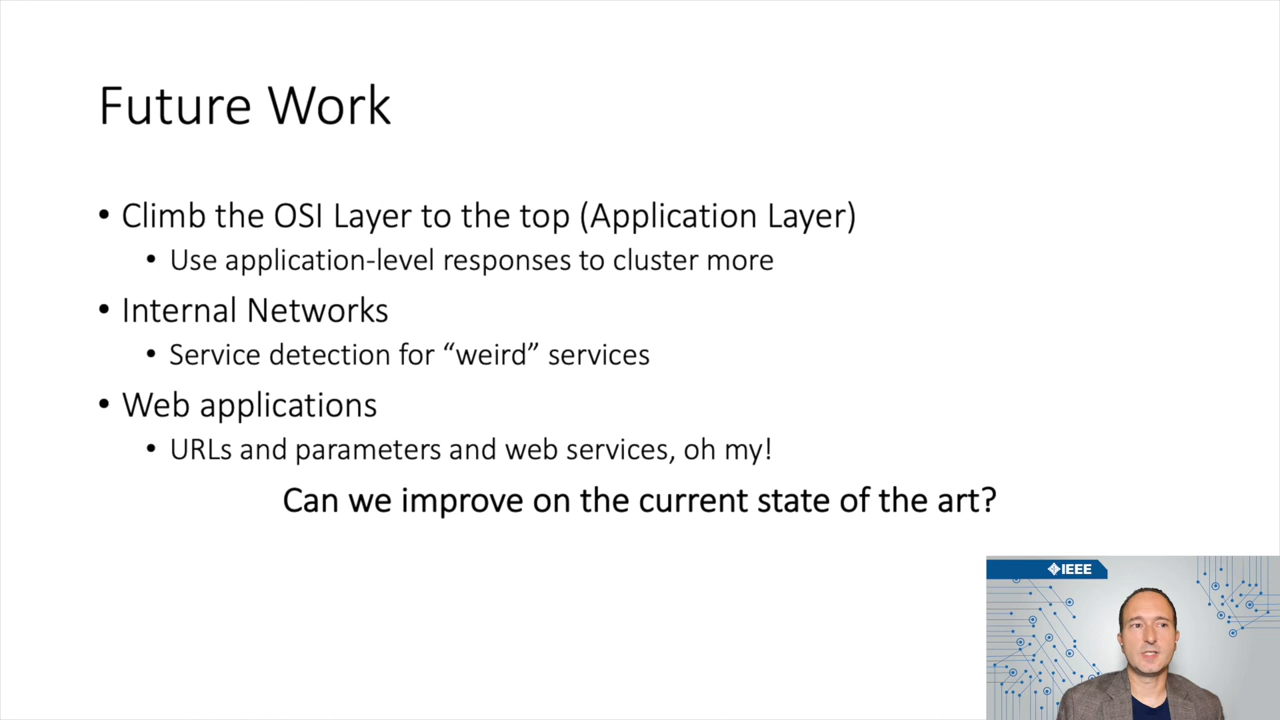 Future Work
• Climb the OSI Layer to the top (Application Layer)
• Use application-level responses to cluster more
• Internal Networks
• Service detection for “weird” services
• Web applications
• URLs and parameters and web services, oh my!
Can we improve on the current state of the art?
IEEE